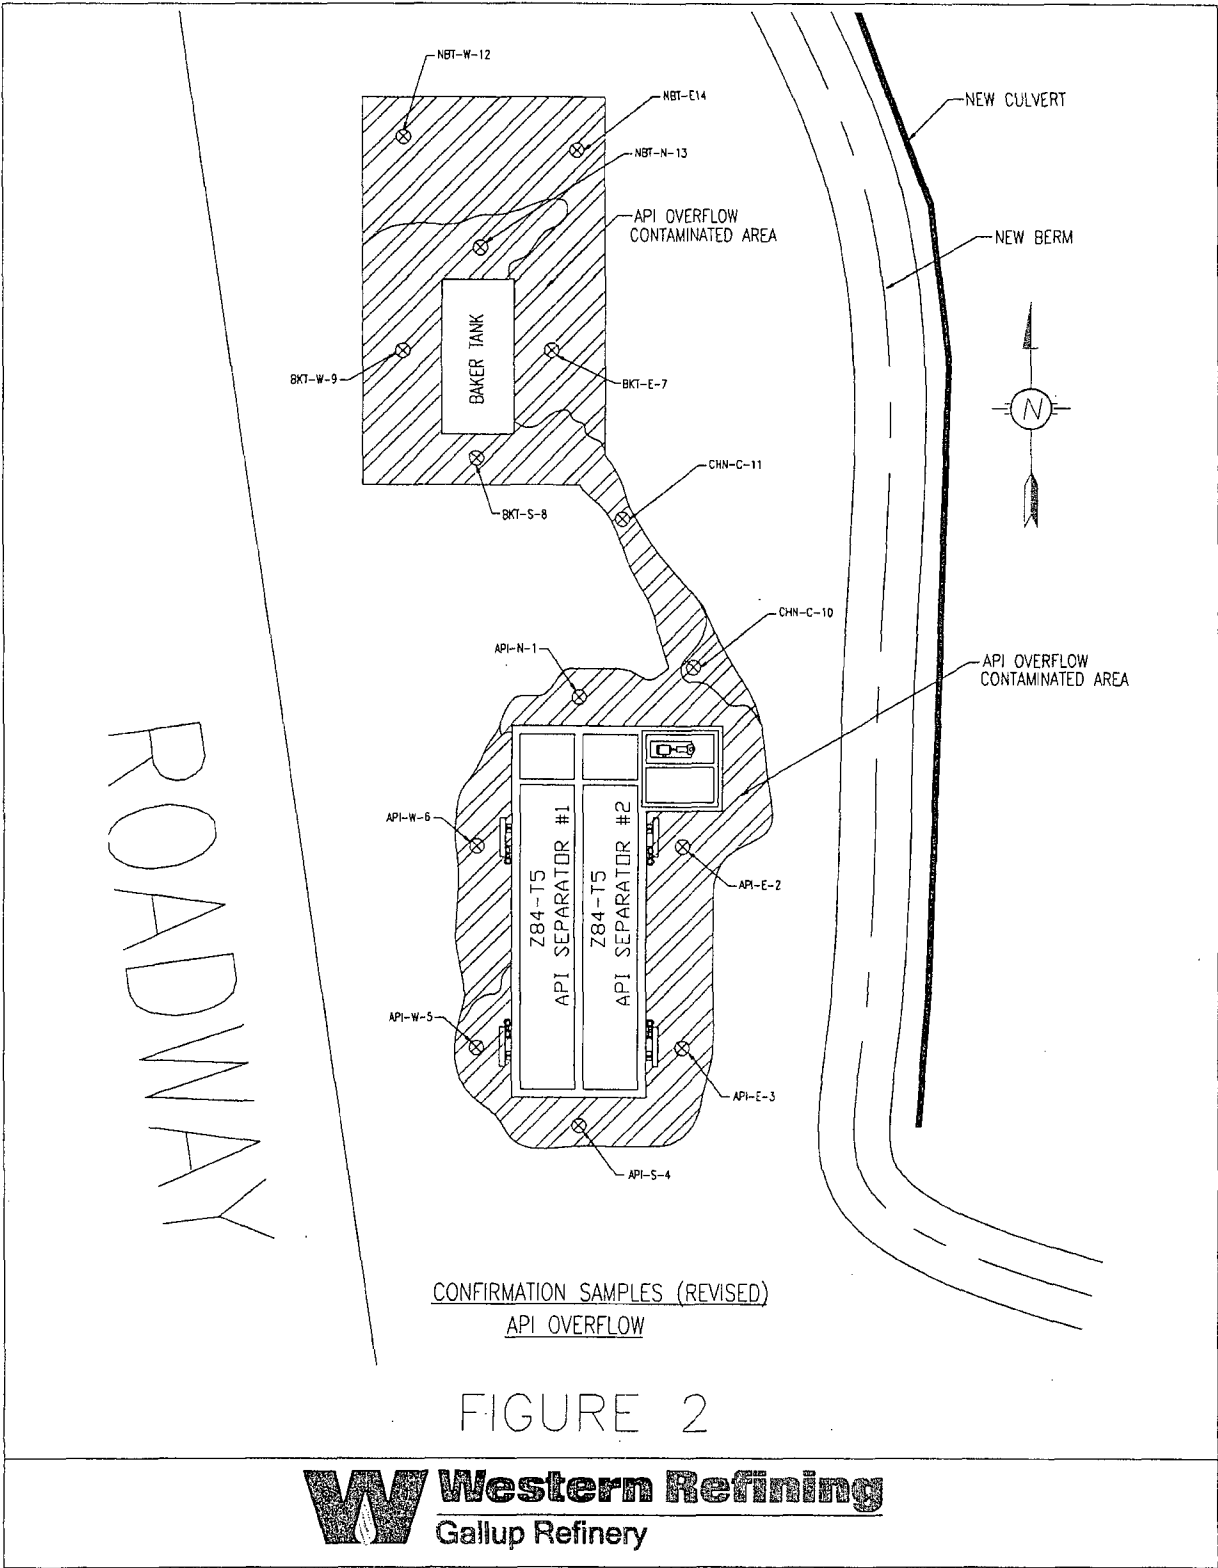 NBT-W-12
NBT-E14
NEW CULVERT
NBT-N-13
API OVERFLOW
CONTAMINATED AREA
NEW BERM
BAKER TANK
BKT-W-9
BKT-E-7
N
CHN-C-11
BKT-S-8
CHN-C-10
API-N-1
API OVERFLOW
CONTAMINATED AREA
ROADWAY
API-W-6
Z84-T5
API SEPARATOR #1
Z84-T5
API SEPARATOR #2
API-E-2
API-W-5
API-E-3
API-S-4
CONFIRMATION SAMPLES (REVISED)
API OVERFLOW
FIGURE 2
W Western Refining
Gallup Refinery